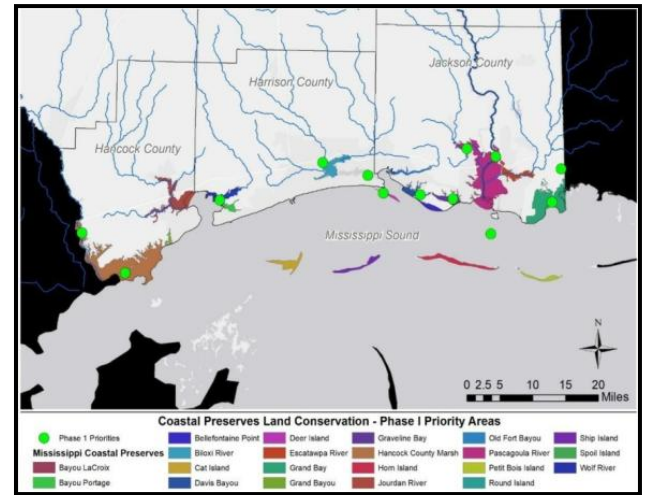 Jackson County
Harrison County
Hancock County
Mississippi Sound
N
0 2.5 5 10 15 20
Miles
Coastal Preserves Land Conservation - Phase I Priority Areas
Phase 1 Priorities
Mississippi Coastal Preserves
Bayou LaCroix
Bayou Portage
Bellefontaine Point
Biloxi River
Cat Island
Davis Bayou
Deer Island
Escatawpa River
Grand Bay
Grand Bayou
Graveline Bay
Hancock County Marsh
Horn Island
Jourdan River
Old Fort Bayou
Pascagoula River
Petit Bois Island
Round Island
Ship Island
Spoil Island
Wolf River